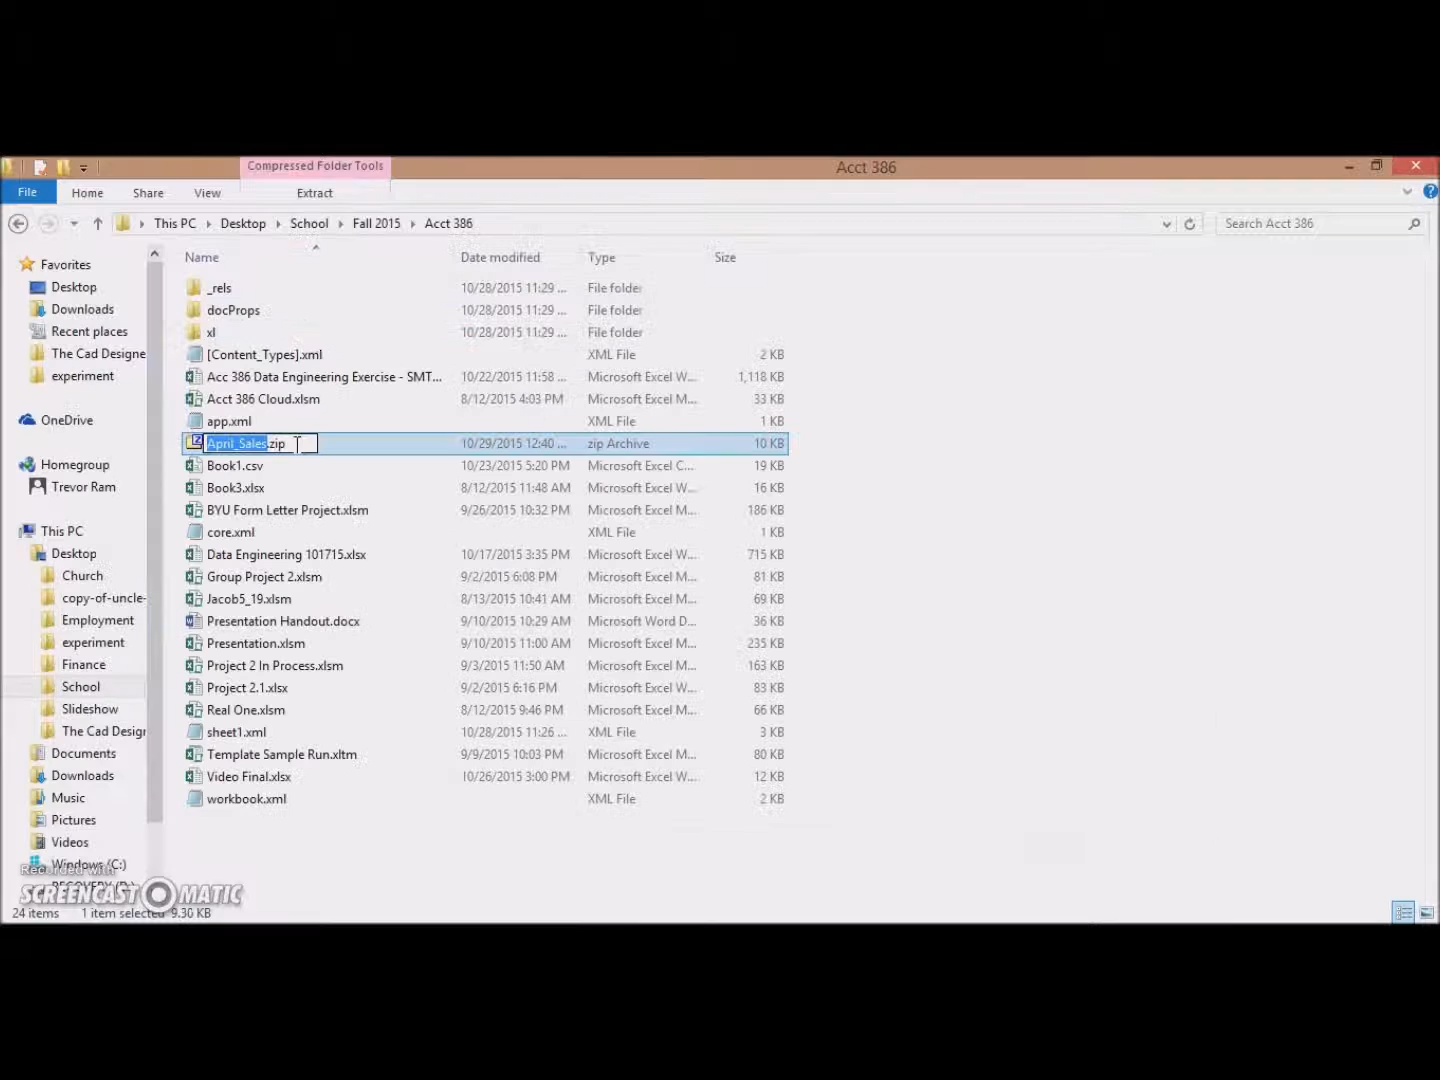 Compressed Folder Tools
Acct 386
File Home Share View Extract
This PC Desktop School Fall 2015 Acct 386
Search Acct 386
Name Date modified Type Size
Favorites
Desktop
Downloads
Recent places
The Cad Designe
experiment
OneDrive
Homegroup
Trevor Ram
This PC
Desktop
Church
copy-of-uncle-
Employment
experiment
Finance
School
Slideshow
The Cad Desigr
Documents
Downloads
Music
Pictures
Videos
Windows (C:)
RECOVERY (D:)
_rels 10/28/2015 11:29 ... File folder
docProps 10/28/2015 11:29 ... File folder
xl 10/28/2015 11:29 ... File folder
[Content_Types].xml XML File 2 KB
Acc 386 Data Engineering Exercise - SMT... 10/22/2015 11:58 ... Microsoft Excel W... 1,118 KB
Acct 386 Cloud.xlsm 8/12/2015 4:03 PM Microsoft Excel M... 33 KB
app.xml XML File 1 KB
April_Sales.zip 10/29/2015 12:40 ... zip Archive 10 KB
Book1.csv 10/23/2015 5:20 PM Microsoft Excel C... 19 KB
Book3.xlsx 8/12/2015 11:48 AM Microsoft Excel W... 16 KB
BYU Form Letter Project.xlsm 9/26/2015 10:32 PM Microsoft Excel M... 186 KB
core.xml XML File 1 KB
Data Engineering 101715.xlsx 10/17/2015 3:35 PM Microsoft Excel W... 715 KB
Group Project 2.xlsm 9/2/2015 6:08 PM Microsoft Excel M... 81 KB
Jacob5_19.xlsm 8/13/2015 10:41 AM Microsoft Excel M... 69 KB
Presentation Handout.docx 9/10/2015 10:29 AM Microsoft Word D... 36 KB
Presentation.xlsm 9/10/2015 11:00 AM Microsoft Excel M... 235 KB
Project 2 In Process.xlsm 9/3/2015 11:50 AM Microsoft Excel M... 163 KB
Project 2.1.xlsx 9/2/2015 6:16 PM Microsoft Excel W... 83 KB
Real One.xlsm 8/12/2015 9:46 PM Microsoft Excel M... 66 KB
sheet1.xml 10/28/2015 11:26 ... XML File 3 KB
Template Sample Run.xltm 9/9/2015 10:03 PM Microsoft Excel M... 80 KB
Video Final.xlsx 10/26/2015 3:00 PM Microsoft Excel W... 12 KB
workbook.xml XML File 2 KB
Recorded with
SCREENCAST MATIC
24 items 1 item selected 9.30 KB